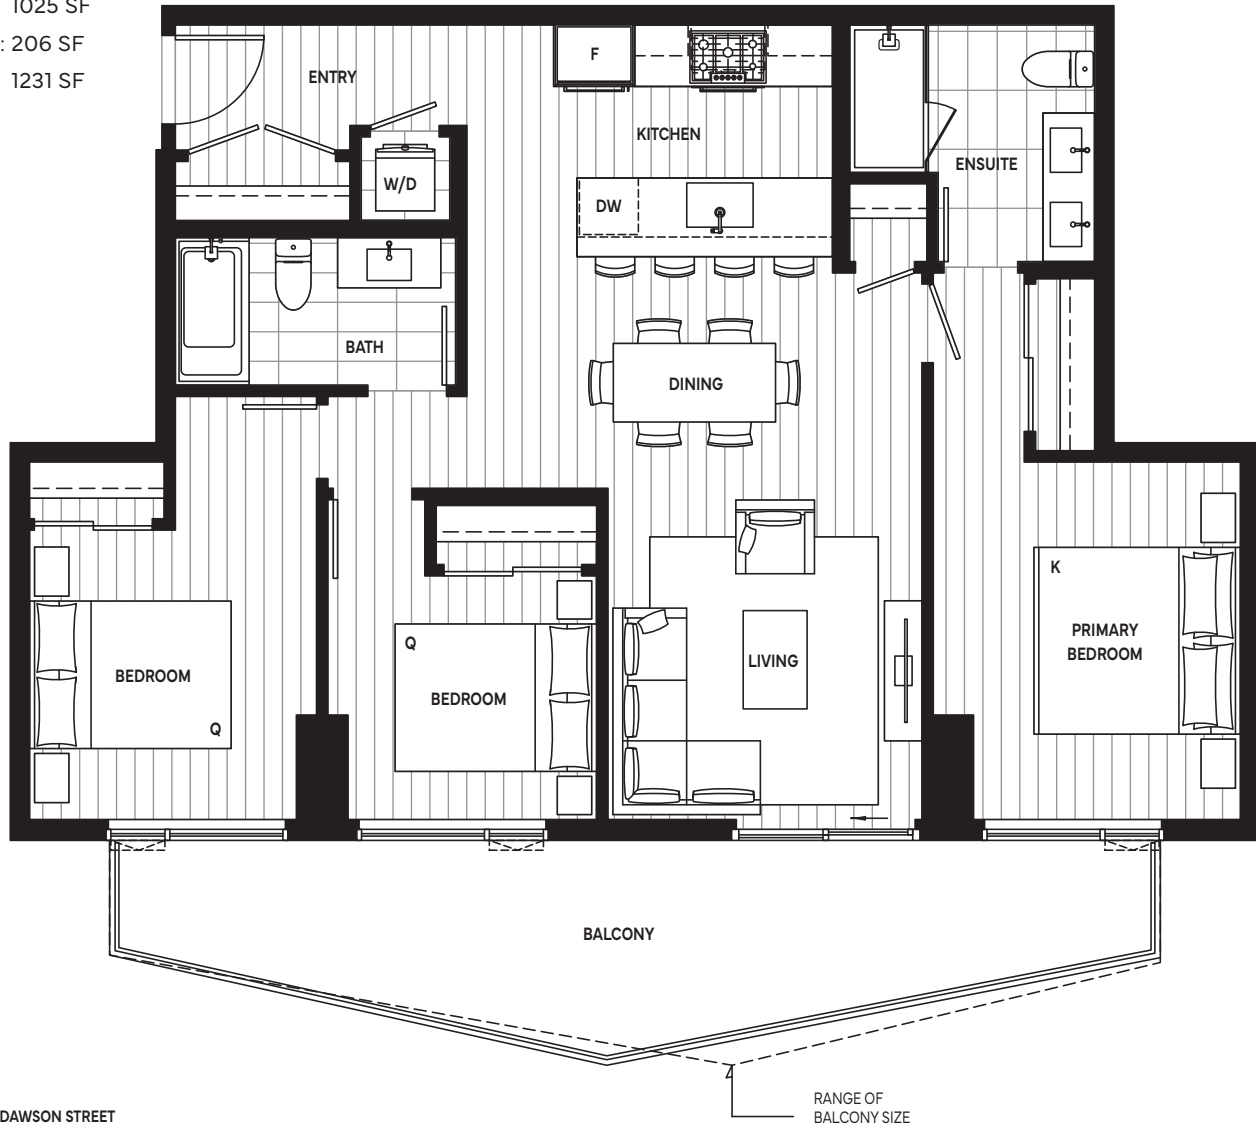 1025 SF
: 206 SF
1231 SF
ENTRY
F
KITCHEN
ENSUITE
W/D
DW
BATH
DINING
K
PRIMARY
BEDROOM
Q
LIVING
BEDROOM
BEDROOM
Q
BALCONY
RANGE OF
BALCONY SIZE
DAWSON STREET